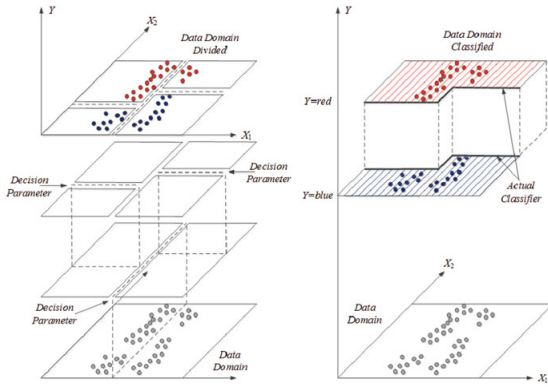 Y
X₂
Data Domain
Divided
X₁
Decision
Parameter
Decision
Parameter
Decision
Parameter
Data
Domain
Y
Data Domain
Classified
Y=red
Y=blue
Actual
Classifier
X₂
Data
Domain
X₁